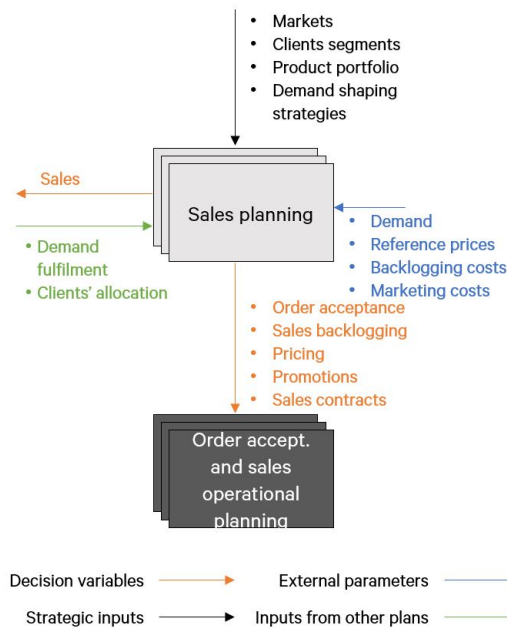 Markets
Clients segments
Product portfolio
Demand shaping
strategies
Sales
Sales planning
Demand
fulfilment
Clients' allocation
Demand
Reference prices
Backlogging costs
Marketing costs
Order acceptance
Sales backlogging
Pricing
Promotions
Sales contracts
Order accept.
and sales
operational
planning
Decision variables
External parameters
Strategic inputs
Inputs from other plans